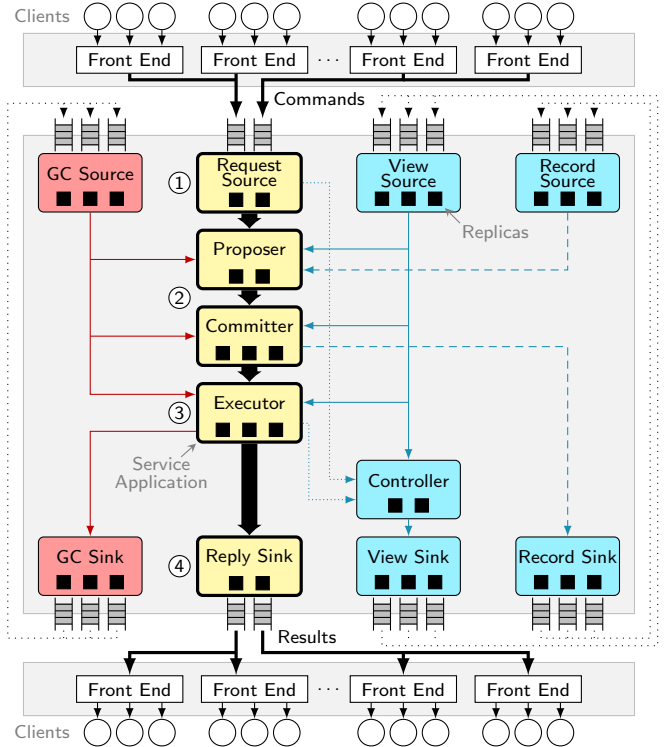 Clients
Front End Front End ... Front End Front End
Commands
GC Source
① Request
Source
View
Source
Record
Source
Replicas
Proposer
②
Committer
③ Executor
Service
Application
Controller
GC Sink
④ Reply Sink
View Sink
Record Sink
Results
Front End Front End ... Front End Front End
Clients